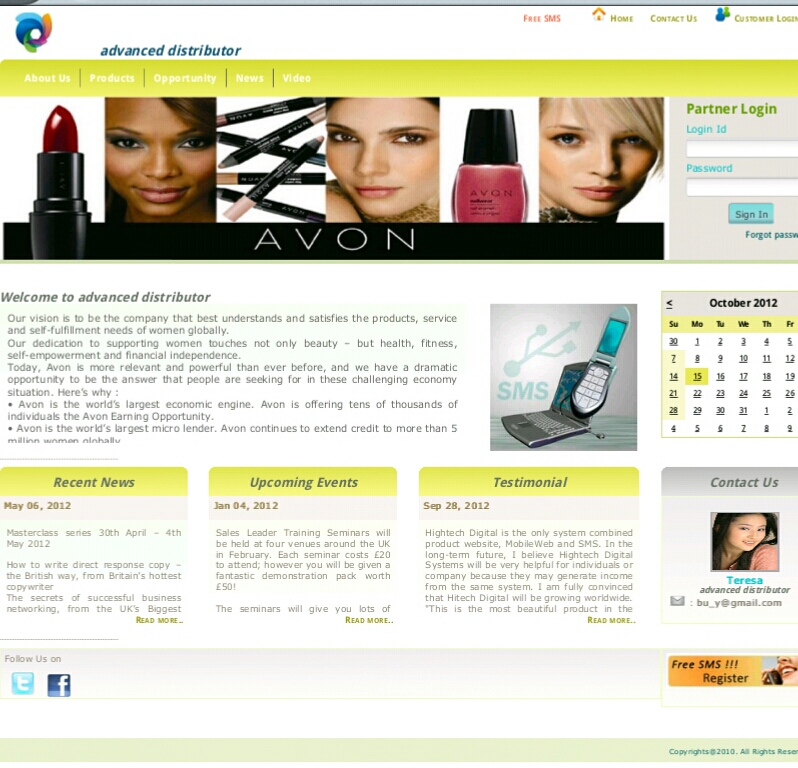 Free SMS
Home
Contact Us
Customer Login
advanced distributor
About Us
Products
Opportunity
News
Video
AVON
AVON
Partner Login
Login Id
Password
Sign In
Forgot passw
Welcome to advanced distributor
Our vision is to be the company that best understands and satisfies the products, service
and self-fulfillment needs of women globally.
Our dedication to supporting women touches not only beauty – but health, fitness,
self-empowerment and financial independence.
Today, Avon is more relevant and powerful than ever before, and we have a dramatic
opportunity to be the answer that people are seeking for in these challenging economy
situation. Here's why :
• Avon is the world's largest economic engine. Avon is offering tens of thousands of
individuals the Avon Earning Opportunity.
• Avon is the world's largest micro lender. Avon continues to extend credit to more than 5
million women globally
SMS
< October 2012
Su Mo Tu We Th Fr
30 1 2 3 4 5
7 8 9 10 11 12
14 15 16 17 18 19
21 22 23 24 25 26
28 29 30 31 1 2
4 5 6 7 8 9
Recent News
May 06, 2012
Masterclass series 30th April – 4th
May 2012
How to write direct response copy –
the British way, from Britain's hottest
copywriter
The secrets of successful business
networking, from the UK's Biggest
Read more..
Upcoming Events
Jan 04, 2012
Sales Leader Training Seminars will
be held at four venues around the UK
in February. Each seminar costs £20
to attend; however you will be given a
fantastic demonstration pack worth
£50!
The seminars will give you lots of
Read more..
Testimonial
Sep 28, 2012
Hightech Digital is the only system combined
product website, MobileWeb and SMS. In the
long-term future, I believe Hightech Digital
Systems will be very helpful for individuals or
company because they may generate income
from the same system. I am fully convinced
that Hitech Digital will be growing worldwide.
"This is the most beautiful product in the
Read more..
Contact Us
Teresa
advanced distributor
: bu_y@gmail.com
Follow Us on
Free SMS !!!
Register
Copyrights@2010. All Rights Reser